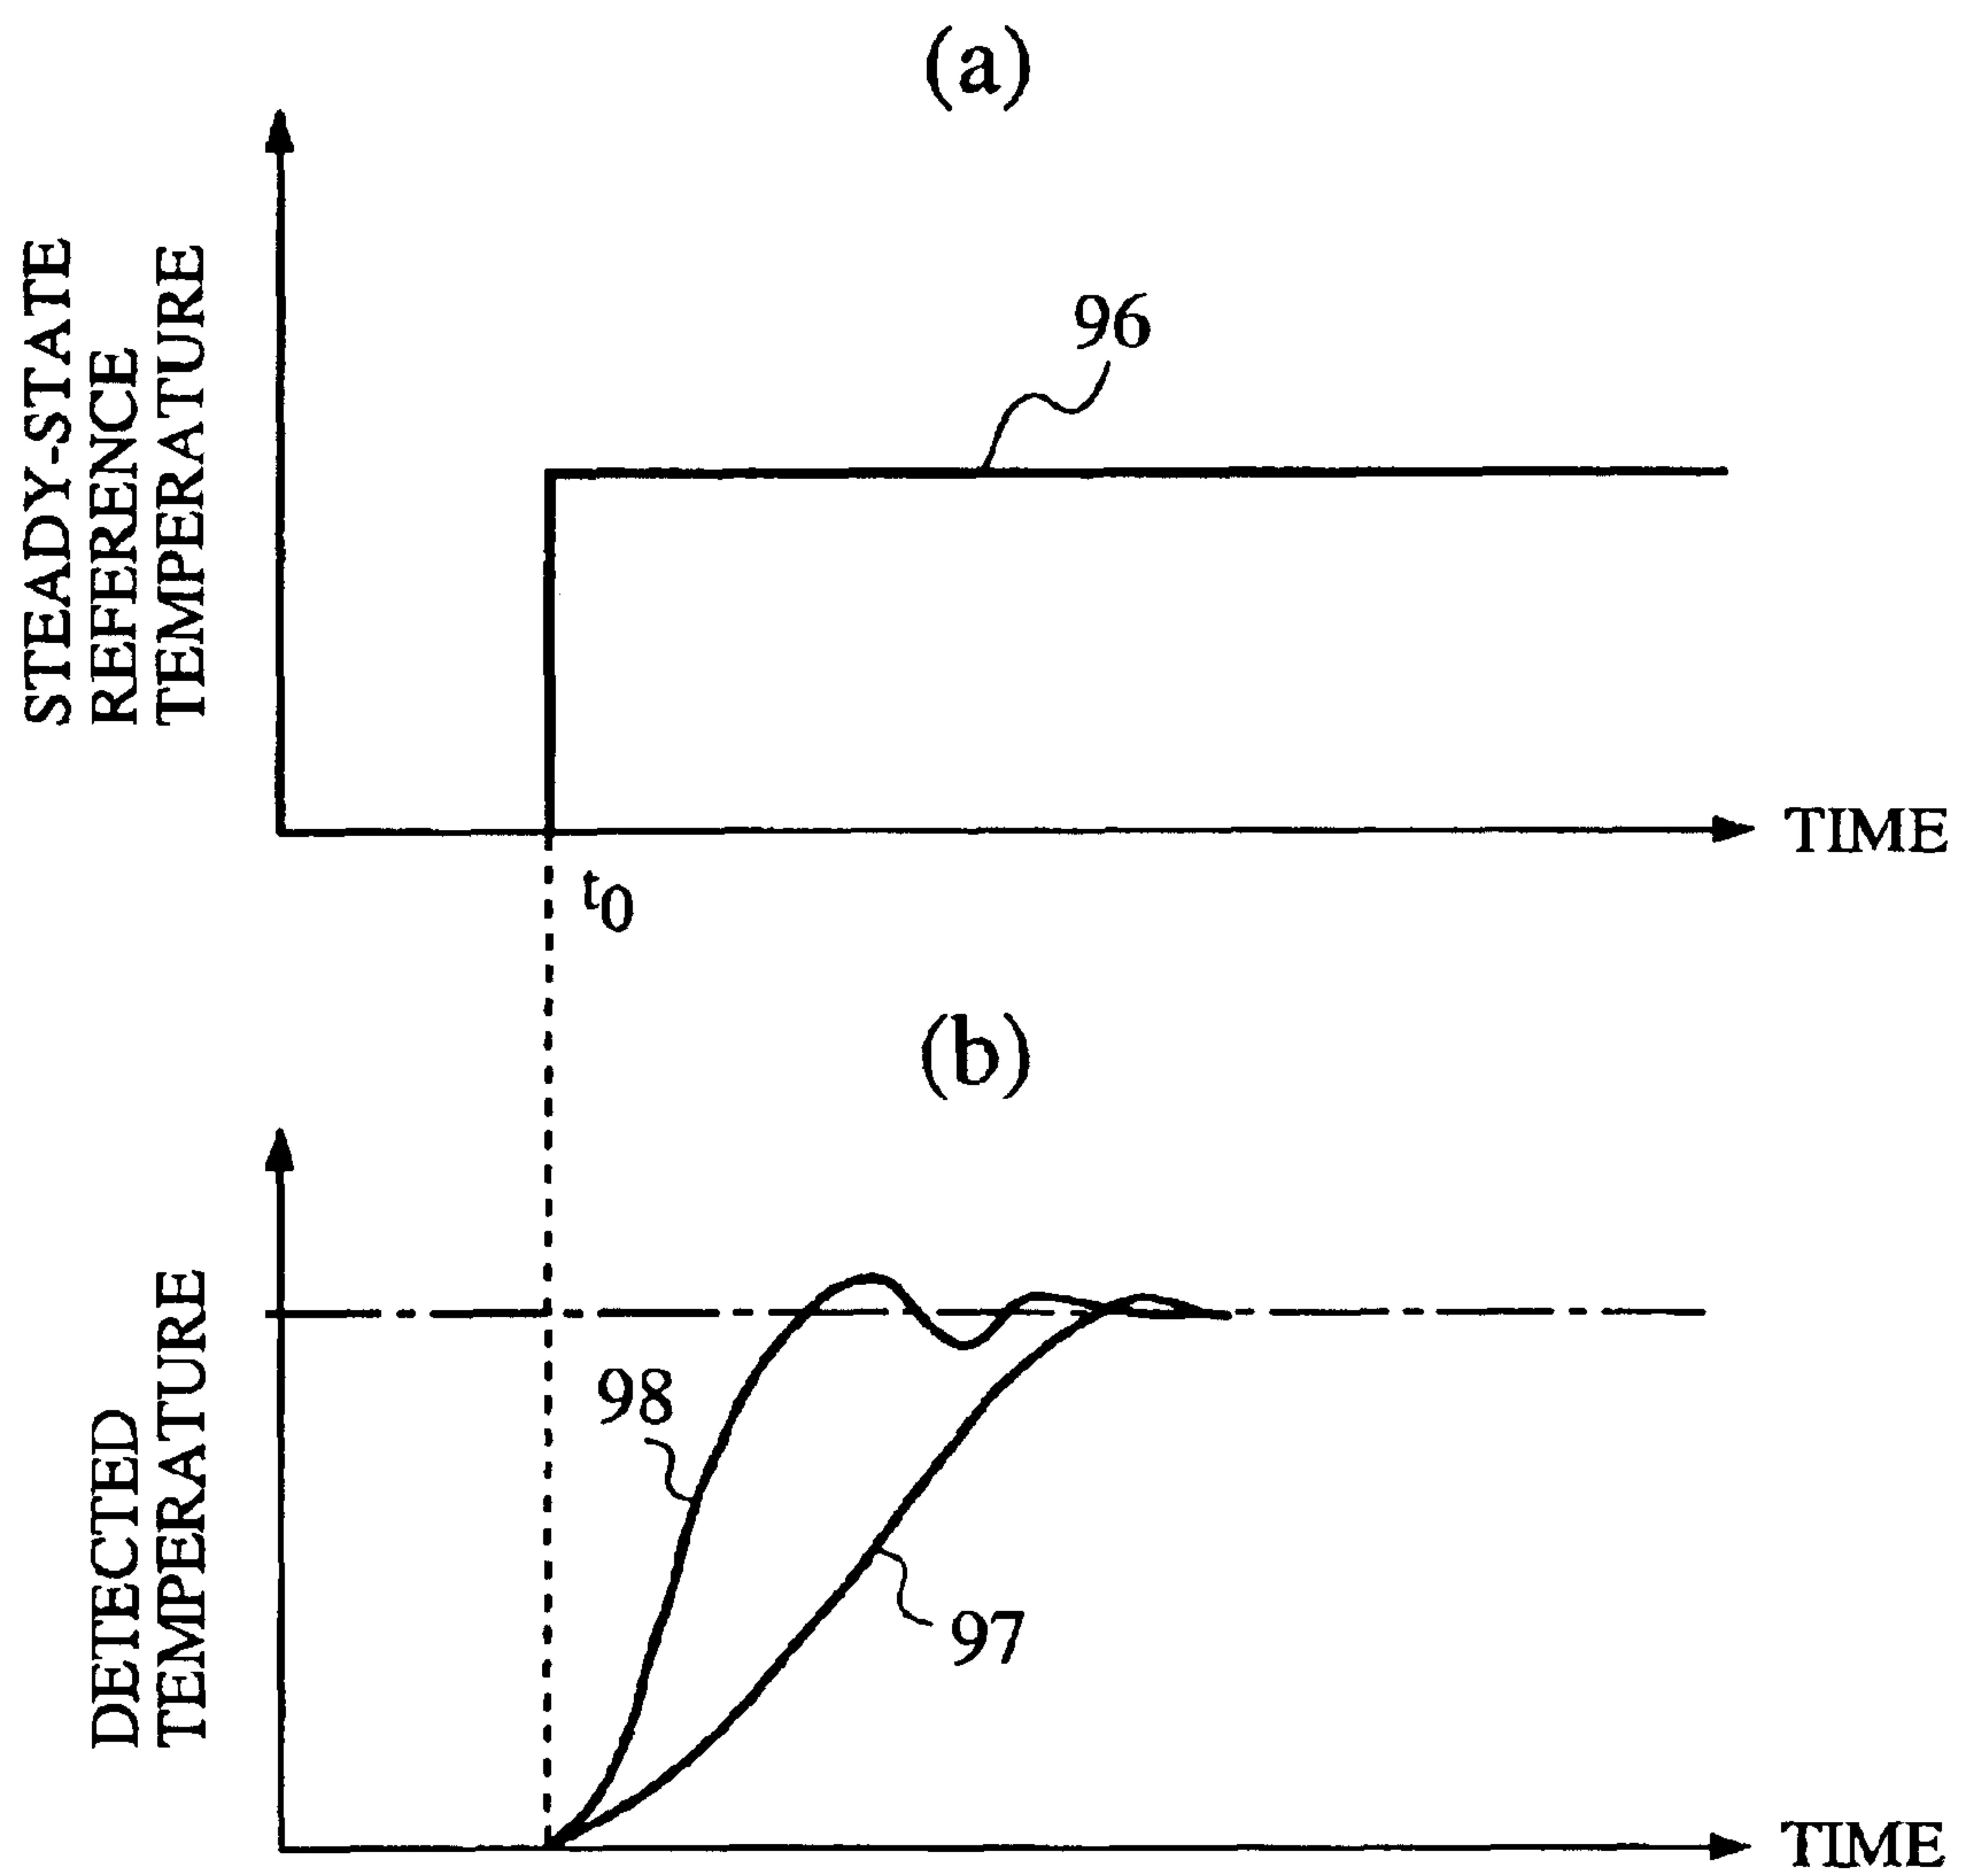 (a)
STEADY-STATE
REFERENCE
TEMPERATURE
96
TIME
t0
(b)
DETECTED
TEMPERATURE
98
97
TIME